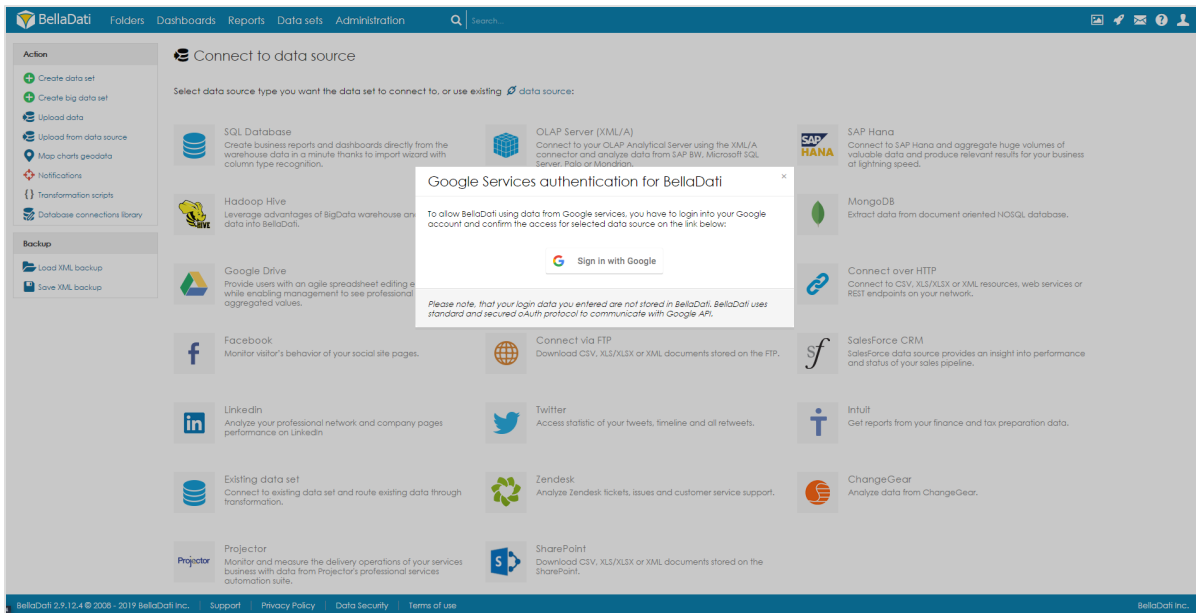 BellaDati Folders Dashboards Reports Data sets Administration Search...
Action
Create data set
Create big data set
Upload data
Upload from data source
Map charts geodata
Notifications
{ } Transformation scripts
Database connections library
Backup
Load XML backup
Save XML backup
Connect to data source
Select data source type you want the data set to connect to, or use existing data source:
SQL Database
Create business reports and dashboards directly from the
warehouse data in a minute thanks to import wizard with
column type recognition.
OLAP Server (XML/A)
Connect to your OLAP Analytical Server using the XML/A
connector and analyze data from SAP BW, Microsoft SQL
Server, Palo or Mondrian.
SAP
HANA
SAP Hana
Connect to SAP Hana and aggregate huge volumes of
valuable data and produce relevant results for your business
at lightning speed.
HIVE
Hadoop Hive
Leverage advantages of BigData warehouse an
data into BellaDati.
MongoDB
Extract data from document oriented NOSQL database.
Google Drive
Provide users with an agile spreadsheet editing e
while enabling management to see professional
aggregated values.
Connect over HTTP
Connect to CSV, XLS/XLSX or XML resources, web services or
REST endpoints on your network.
Google Services authentication for BellaDati ×
To allow BellaDati using data from Google services, you have to login into your Google
account and confirm the access for selected data source on the link below:
G Sign in with Google
Please note, that your login data you entered are not stored in BellaDati. BellaDati uses
standard and secured oAuth protocol to communicate with Google API.
f
Facebook
Monitor visitor's behavior of your social site pages.
Connect via FTP
Download CSV, XLS/XLSX or XML documents stored on the FTP.
sf
SalesForce CRM
SalesForce data source provides an insight into performance
and status of your sales pipeline.
in
LinkedIn
Analyze your professional network and company pages
performance on LinkedIn
Twitter
Access statistic of your tweets, timeline and all retweets.
Intuit
Get reports from your finance and tax preparation data.
Existing data set
Connect to existing data set and route existing data through
transformation.
Zendesk
Analyze Zendesk tickets, issues and customer service support.
ChangeGear
Analyze data from ChangeGear.
Projector
Projector
Monitor and measure the delivery operations of your services
business with data from Projector's professional services
automation suite.
S
SharePoint
Download CSV, XLS/XLSX or XML documents stored on the
SharePoint.
BellaDati 2.9.12.4 © 2008 - 2019 BellaDati Inc. Support Privacy Policy Data Security Terms of use BellaDati Inc.